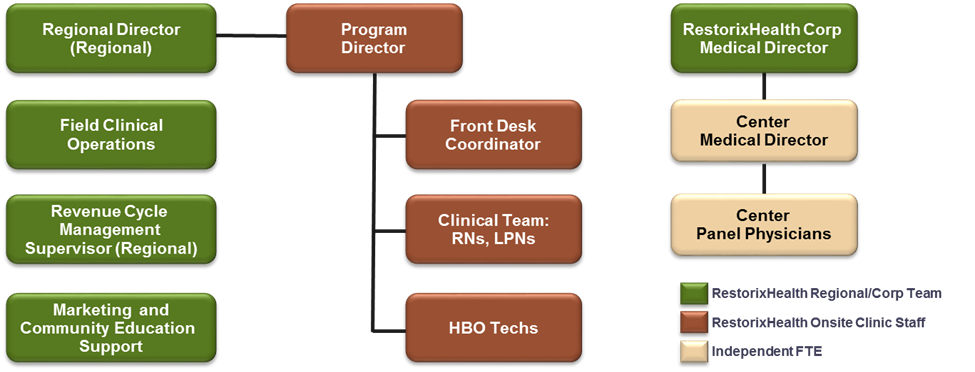 Regional Director
(Regional)
Program
Director
RestorixHealth Corp
Medical Director
Field Clinical
Operations
Front Desk
Coordinator
Center
Medical Director
Revenue Cycle
Management
Supervisor (Regional)
Clinical Team:
RNs, LPNs
Center
Panel Physicians
Marketing and
Community Education
Support
HBO Techs
RestorixHealth Regional/Corp Team
RestorixHealth Onsite Clinic Staff
Independent FTE